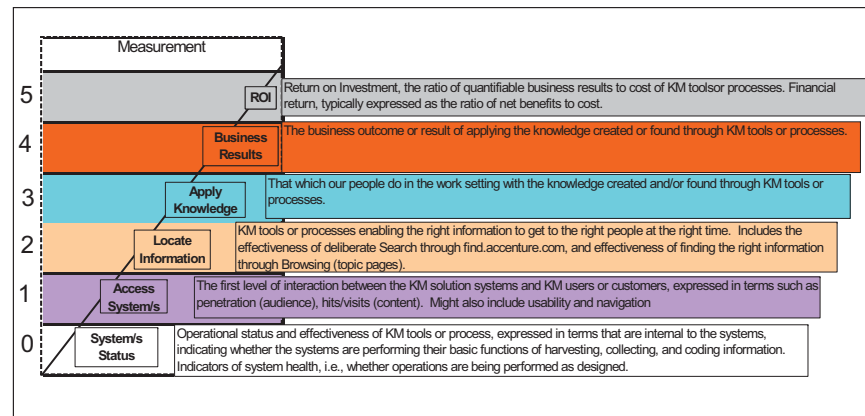 Measurement
5
ROI
Return on Investment, the ratio of quantifiable business results to cost of KM toolsor processes. Financial
return, typically expressed as the ratio of net benefits to cost.
4
Business
Results
The business outcome or result of applying the knowledge created or found through KM tools or processes.
3
Apply
Knowledge
That which our people do in the work setting with the knowledge created and/or found through KM tools or
processes.
2
Locate
Information
KM tools or processes enabling the right information to get to the right people at the right time. Includes the
effectiveness of deliberate Search through find.accenture.com, and effectiveness of finding the right information
through Browsing (topic pages).
1
Access
System/s
The first level of interaction between the KM solution systems and KM users or customers, expressed in terms such as
penetration (audience), hits/visits (content). Might also include usability and navigation
0
System/s
Status
Operational status and effectiveness of KM tools or process, expressed in terms that are internal to the systems,
indicating whether the systems are performing their basic functions of harvesting, collecting, and coding information.
Indicators of system health, i.e., whether operations are being performed as designed.